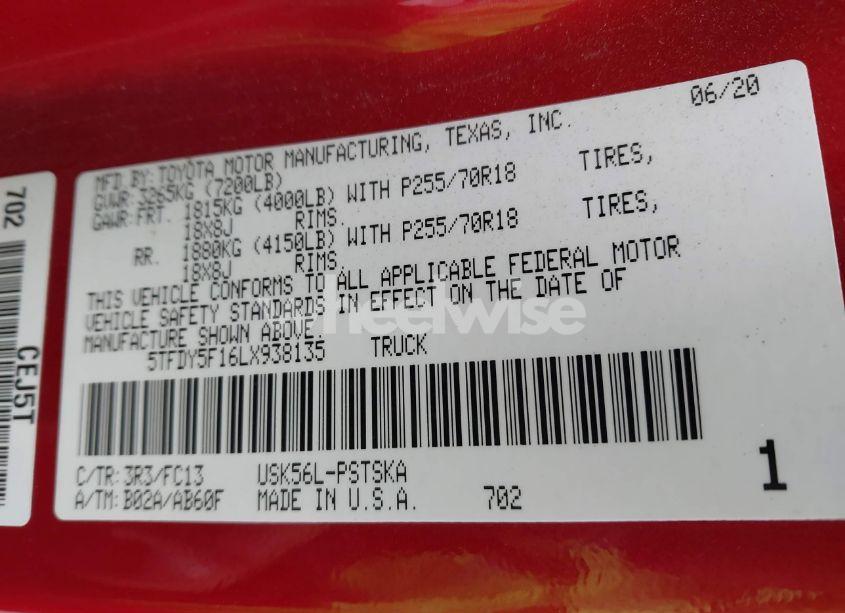 06/20
MFD.BY:TOYOTA MOTOR MANUFACTURING, TEXAS, INC.
GVWR:3265KG (7200LB)
GAWR:FRT. 1815KG (4000LB) WITH P255/70R18 TIRES,
18X8J RIMS.
RR. 1880KG (4150LB) WITH P255/70R18 TIRES,
18X8J RIMS.
THIS VEHICLE CONFORMS TO ALL APPLICABLE FEDERAL MOTOR
VEHICLE SAFETY STANDARDS IN EFFECT ON THE DATE OF
MANUFACTURE SHOWN ABOVE.
5TFDY5F16LX938135 TRUCK
C/TR: 3R3/FC13 USK56L-PSTSKA
A/TM: B02A/AB60F MADE IN U.S.A. 702
1
702
CEJ5T
Wheelwise